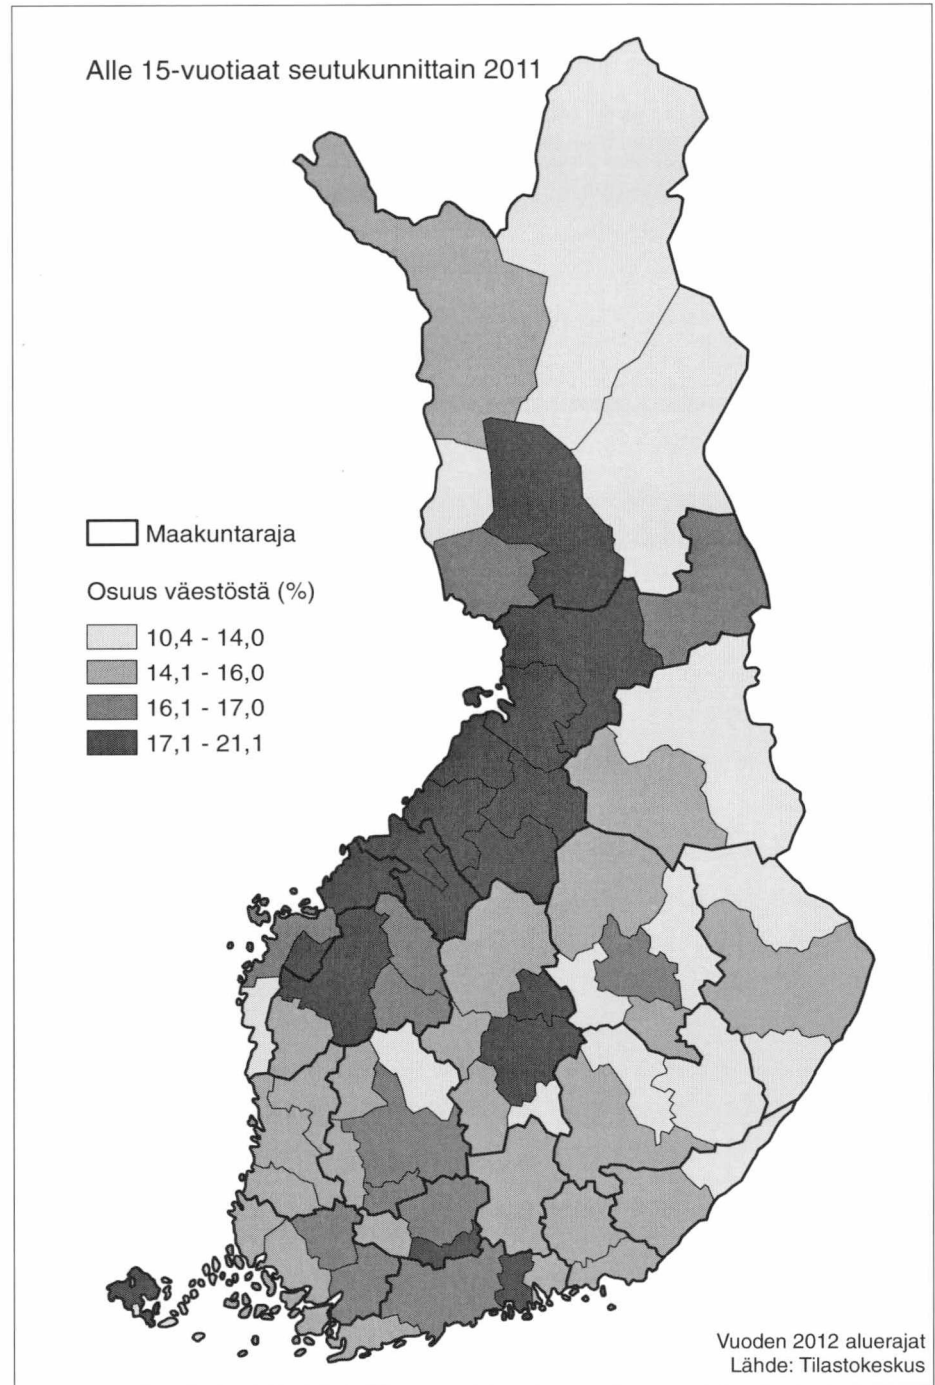 Alle 15-vuotiaat seutukunnittain 2011
Maakuntaraja
Osuus väestöstä (%)
10,4 - 14,0
14,1 - 16,0
16,1 - 17,0
17,1 - 21,1
Vuoden 2012 aluerajat
Lähde: Tilastokeskus